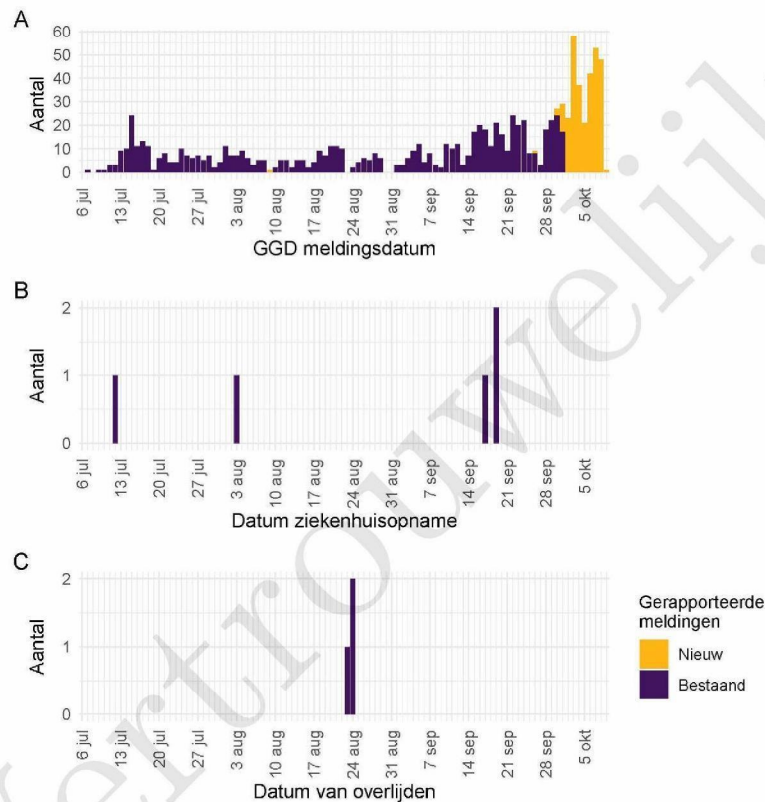 A
Aantal
60
50
40
30
20
10
0
6 jul
13 jul
20 jul
27 jul
3 aug
10 aug
17 aug
24 aug
31 aug
7 sep
14 sep
21 sep
28 sep
5 okt
GGD meldingsdatum
B
Aantal
2
1
0
6 jul
13 jul
20 jul
27 jul
3 aug
10 aug
17 aug
24 aug
31 aug
7 sep
14 sep
21 sep
28 sep
5 okt
Datum ziekenhuisopname
C
Aantal
2
1
0
6 jul
13 jul
20 jul
27 jul
3 aug
10 aug
17 aug
24 aug
31 aug
7 sep
14 sep
21 sep
28 sep
5 okt
Datum van overlijden
Gerapporteerde
meldingen
Nieuw
Bestaand
fertrouwelij